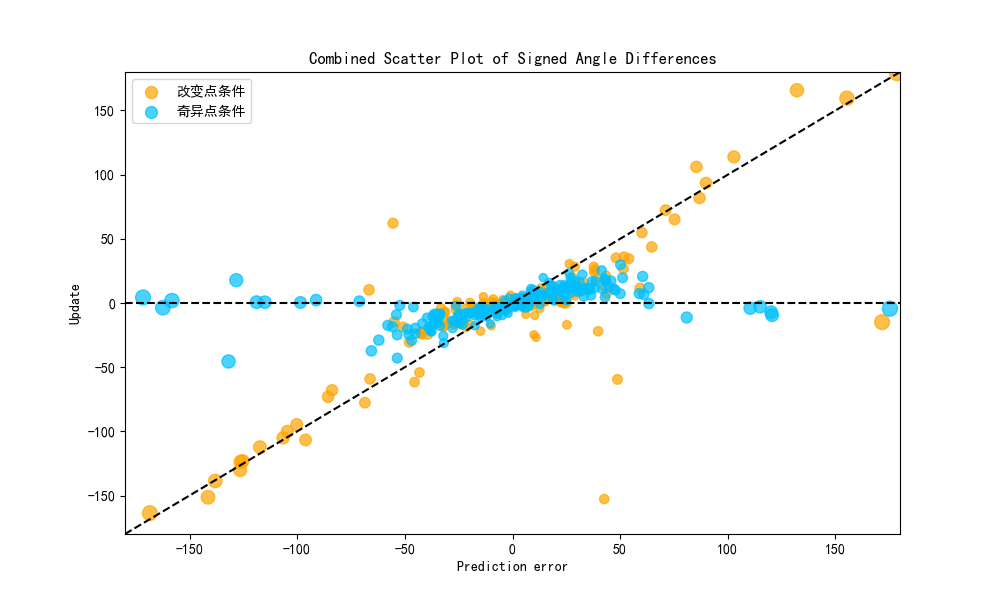 Combined Scatter Plot of Signed Angle Differences
改变点条件
奇异点条件
150
100
50
0
−50
−100
−150
Update
−150
−100
−50
0
50
100
150
Prediction error